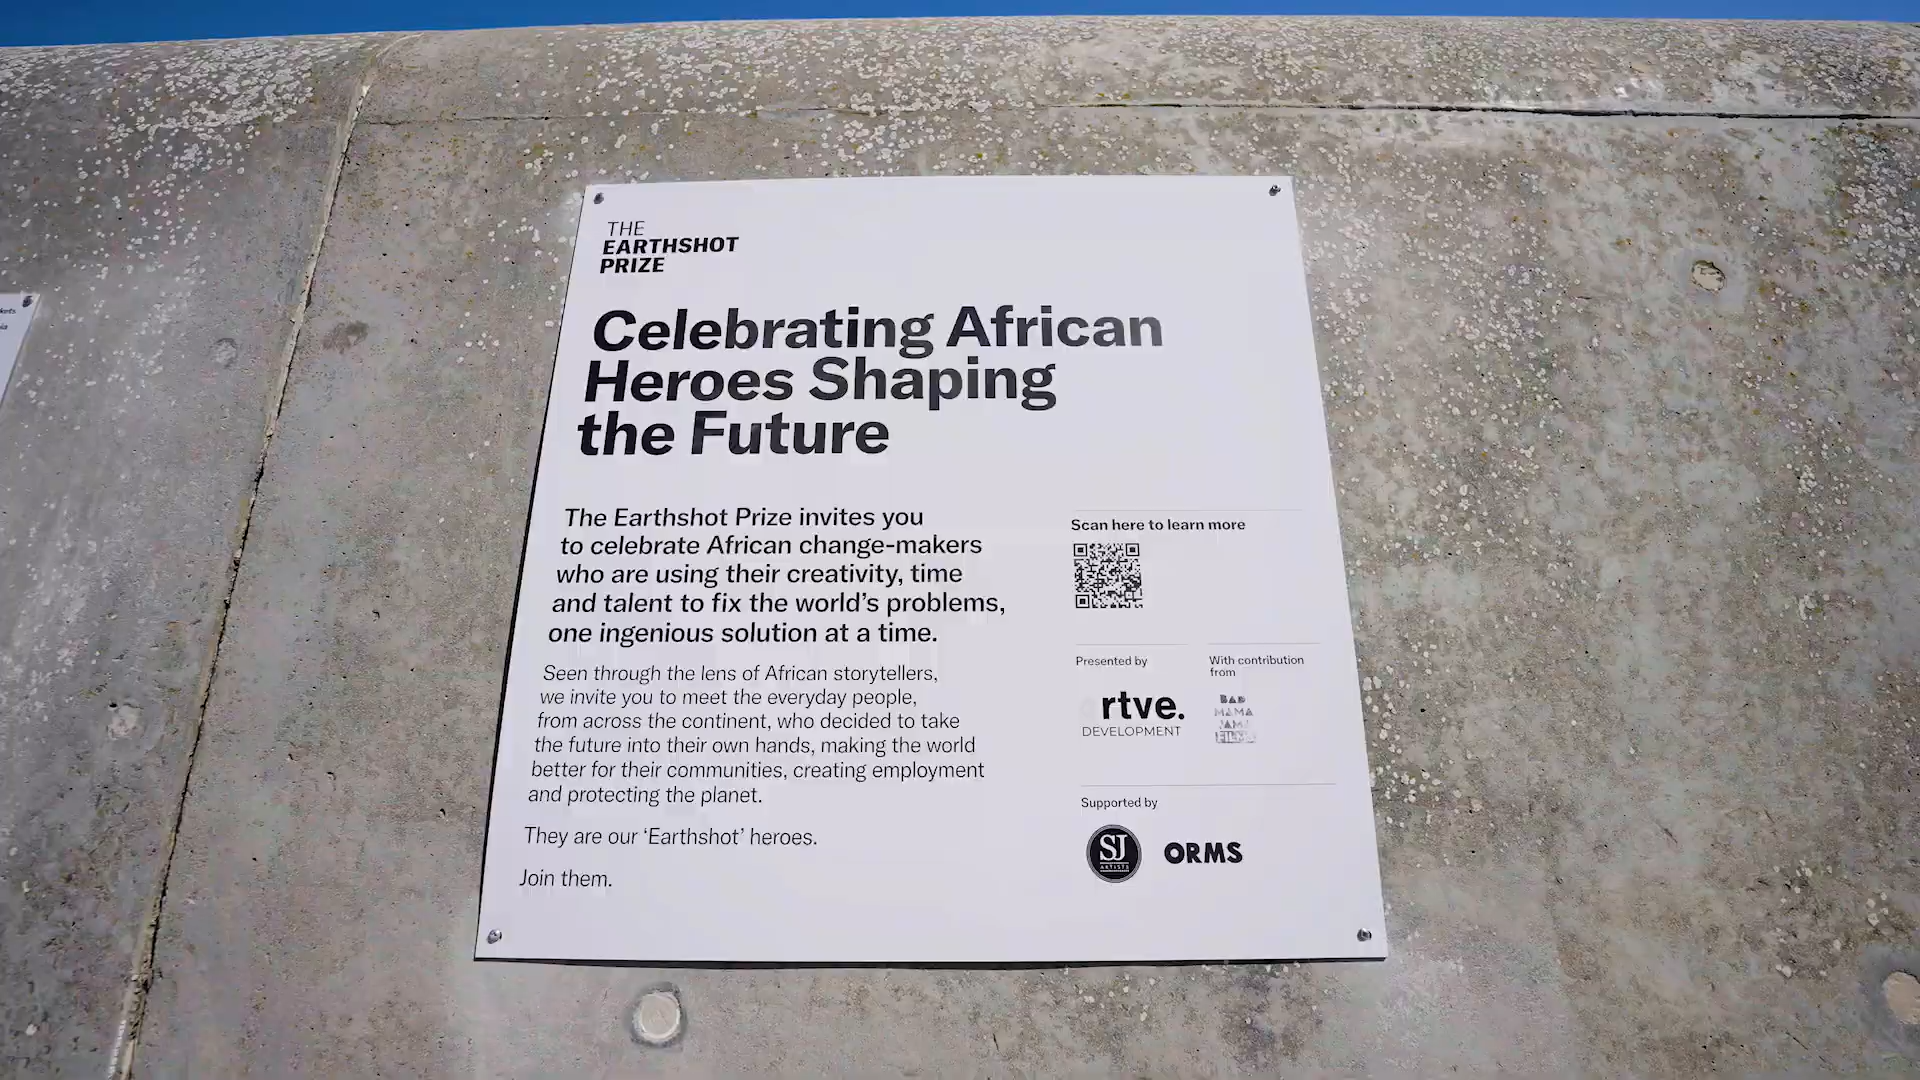 THE
EARTHSHOT
PRIZE
Celebrating African
Heroes Shaping
the Future
The Earthshot Prize invites you
to celebrate African change-makers
who are using their creativity, time
and talent to fix the world's problems,
one ingenious solution at a time.
Seen through the lens of African storytellers,
we invite you to meet the everyday people,
from across the continent, who decided to take
the future into their own hands, making the world
better for their communities, creating employment
and protecting the planet.
They are our ‘Earthshot’ heroes.
Join them.
Scan here to learn more
Presented by
rtve.
DEVELOPMENT
With contribution
from
BAD
MAMA
JAMA
FILMS
Supported by
SJ
ARTISTS
ORMS